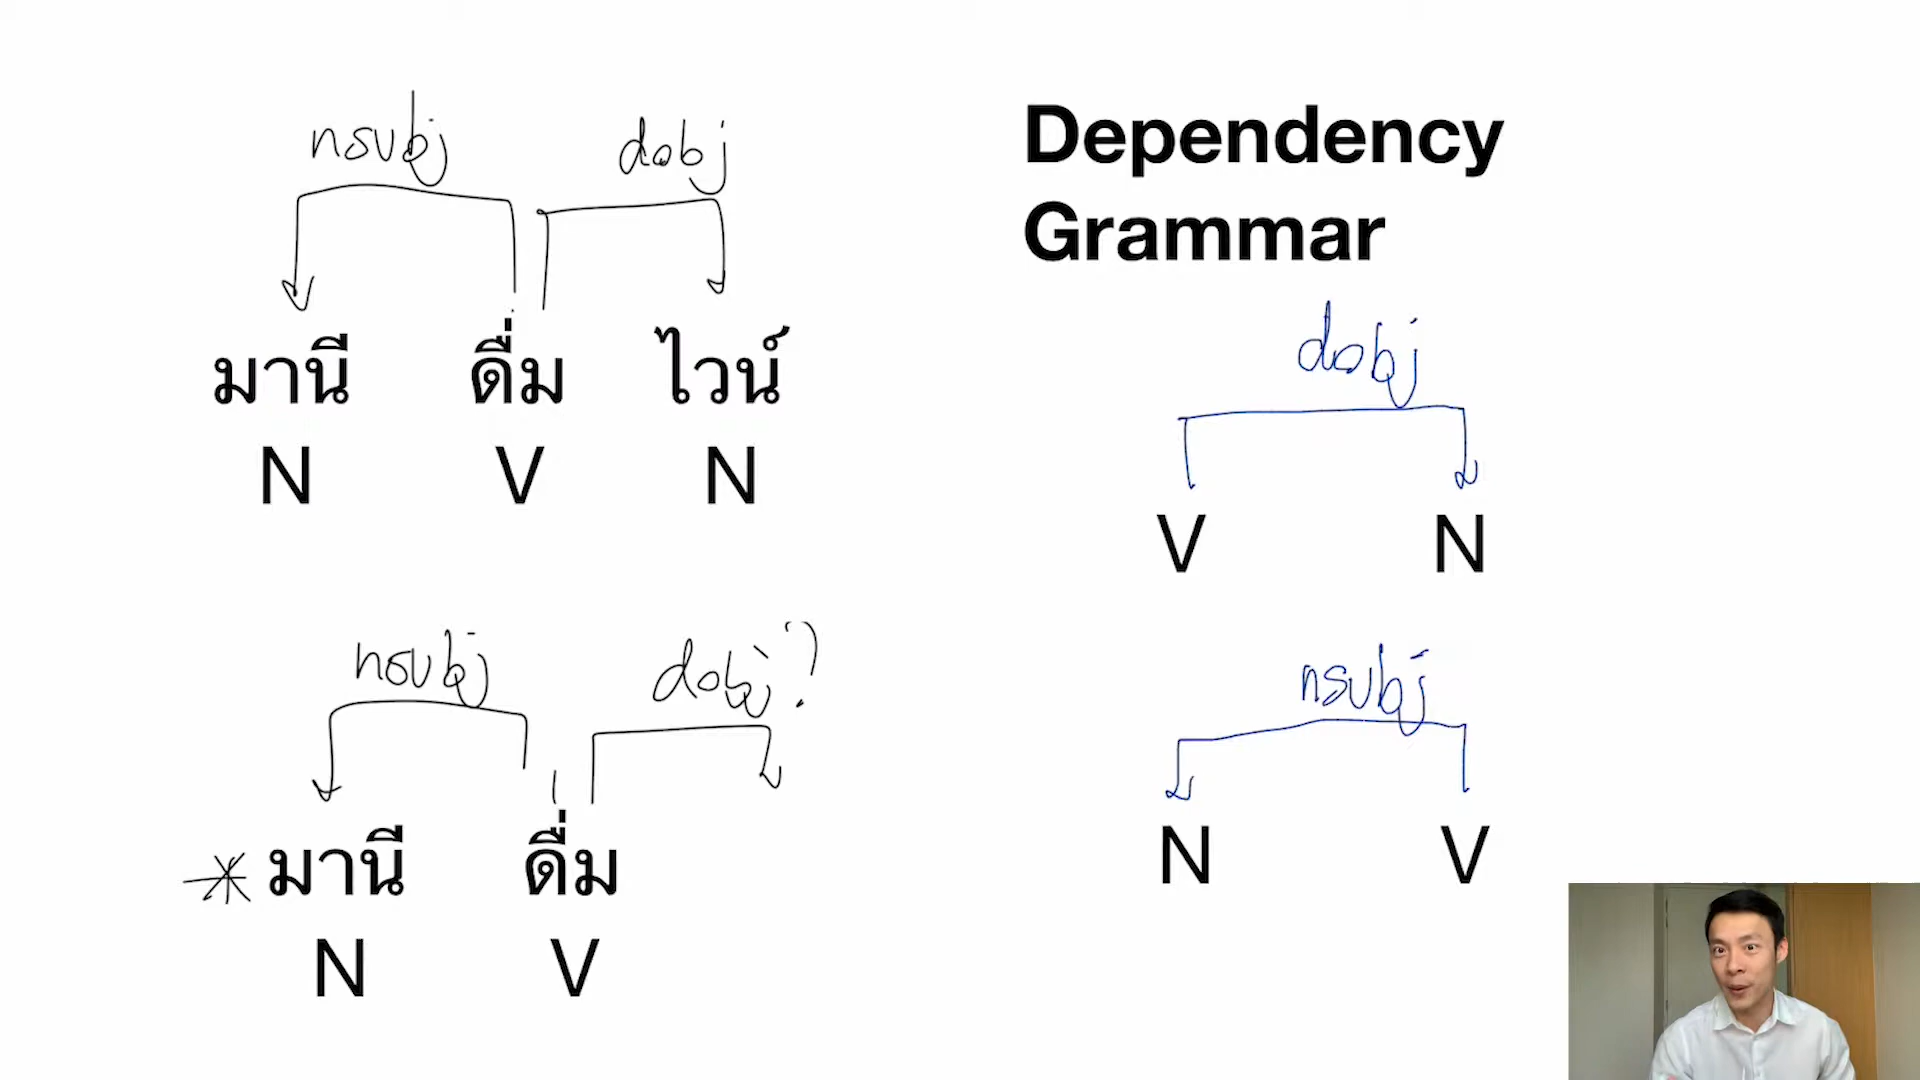 nsubj dobj
มานี ดื่ม ไวน์
N V N
nsubj dobj?
* มานี ดื่ม
N V
Dependency
Grammar
dobj
V N
nsubj
N V